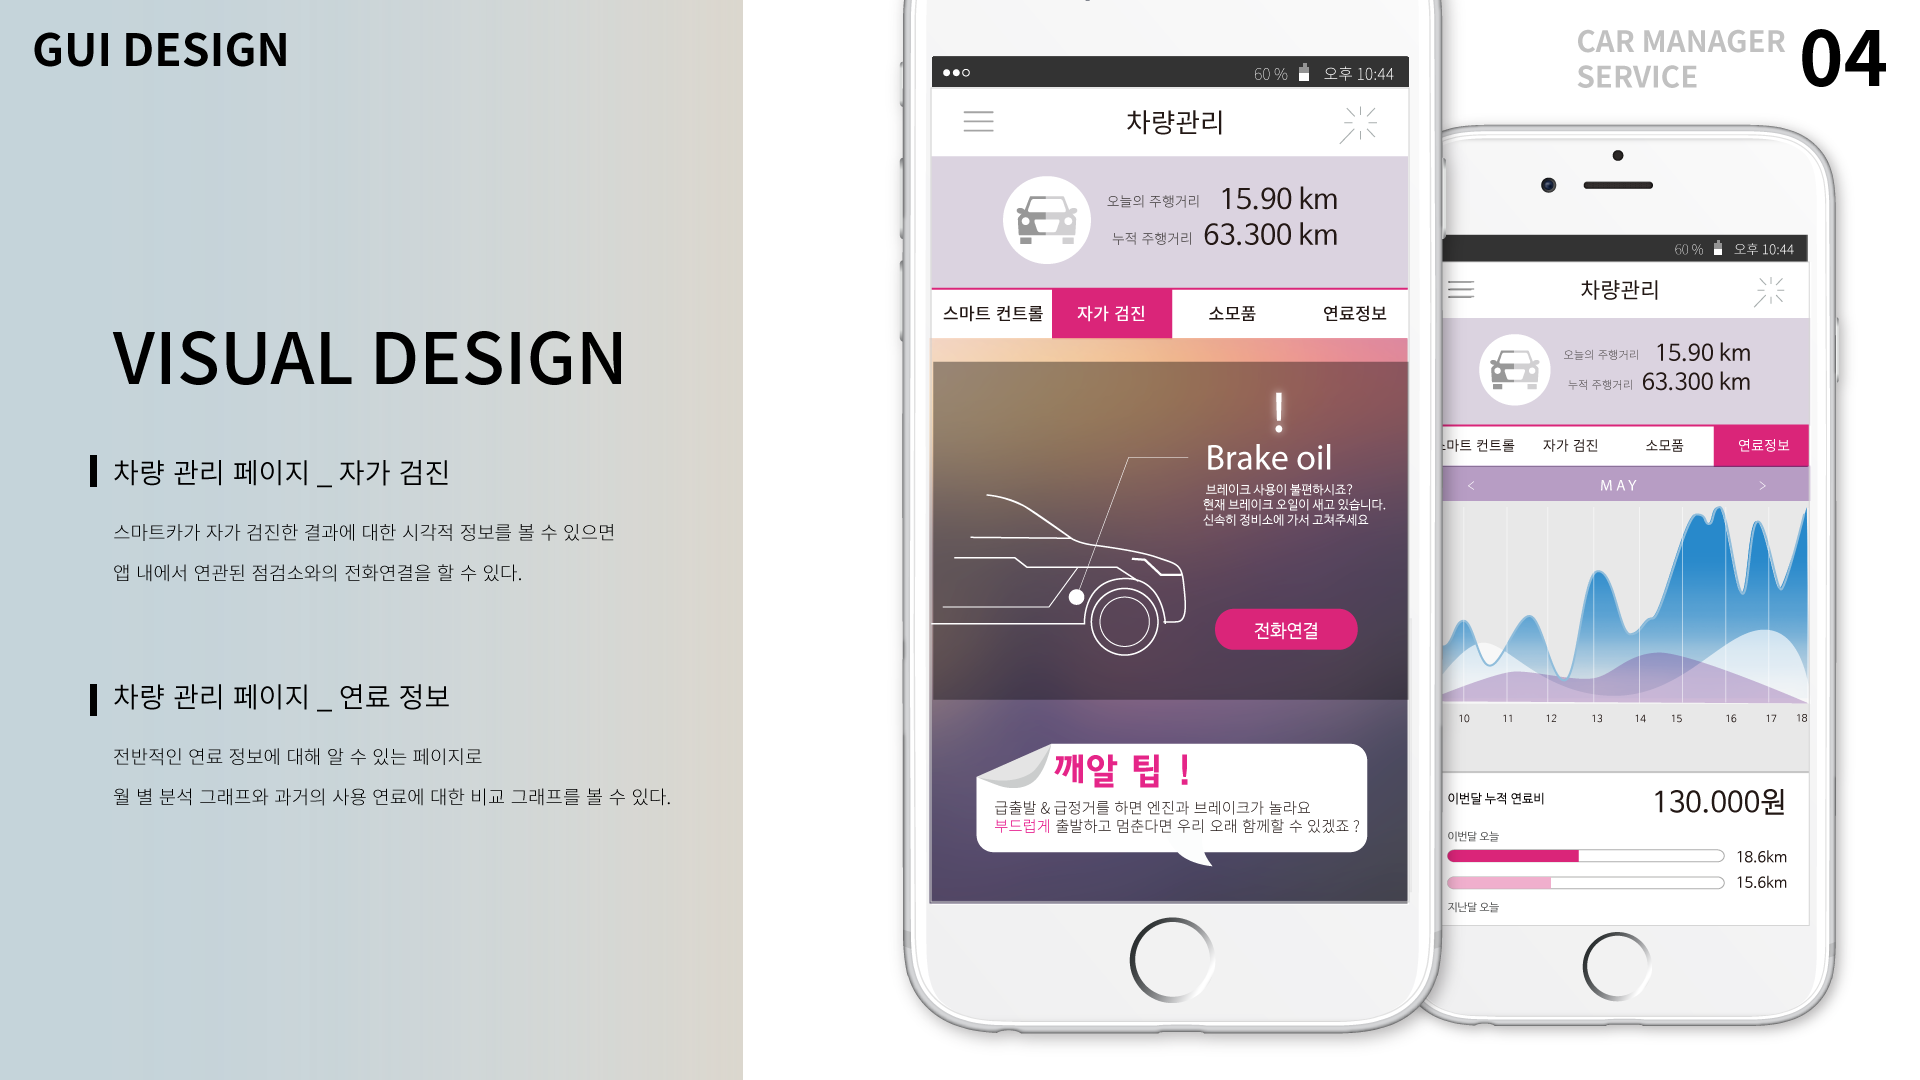 GUI DESIGN
CAR MANAGER
SERVICE
04
VISUAL DESIGN
차량 관리 페이지 _ 자가 검진
스마트카가 자가 검진한 결과에 대한 시각적 정보를 볼 수 있으면
앱 내에서 연관된 점검소와의 전화연결을 할 수 있다.
차량 관리 페이지 _ 연료 정보
전반적인 연료 정보에 대해 알 수 있는 페이지로
월 별 분석 그래프와 과거의 사용 연료에 대한 비교 그래프를 볼 수 있다.
60 % 오후 10:44
차량관리
오늘의 주행거리 15.90 km
누적 주행거리 63.300 km
스마트 컨트롤 자가 검진 소모품 연료정보
!
Brake oil
브레이크 사용이 불편하시죠?
현재 브레이크 오일이 새고 있습니다.
신속히 정비소에 가서 고쳐주세요
전화연결
깨알 팁 !
급출발 & 급정거를 하면 엔진과 브레이크가 놀라요
부드럽게 출발하고 멈춘다면 우리 오래 함께할 수 있겠죠 ?
60 % 오후 10:44
차량관리
오늘의 주행거리 15.90 km
누적 주행거리 63.300 km
마트 컨트롤 자가 검진 소모품 연료정보
< MAY >
10 11 12 13 14 15 16 17 18
이번달 누적 연료비 130.000원
이번달 오늘
18.6km
15.6km
지난달 오늘